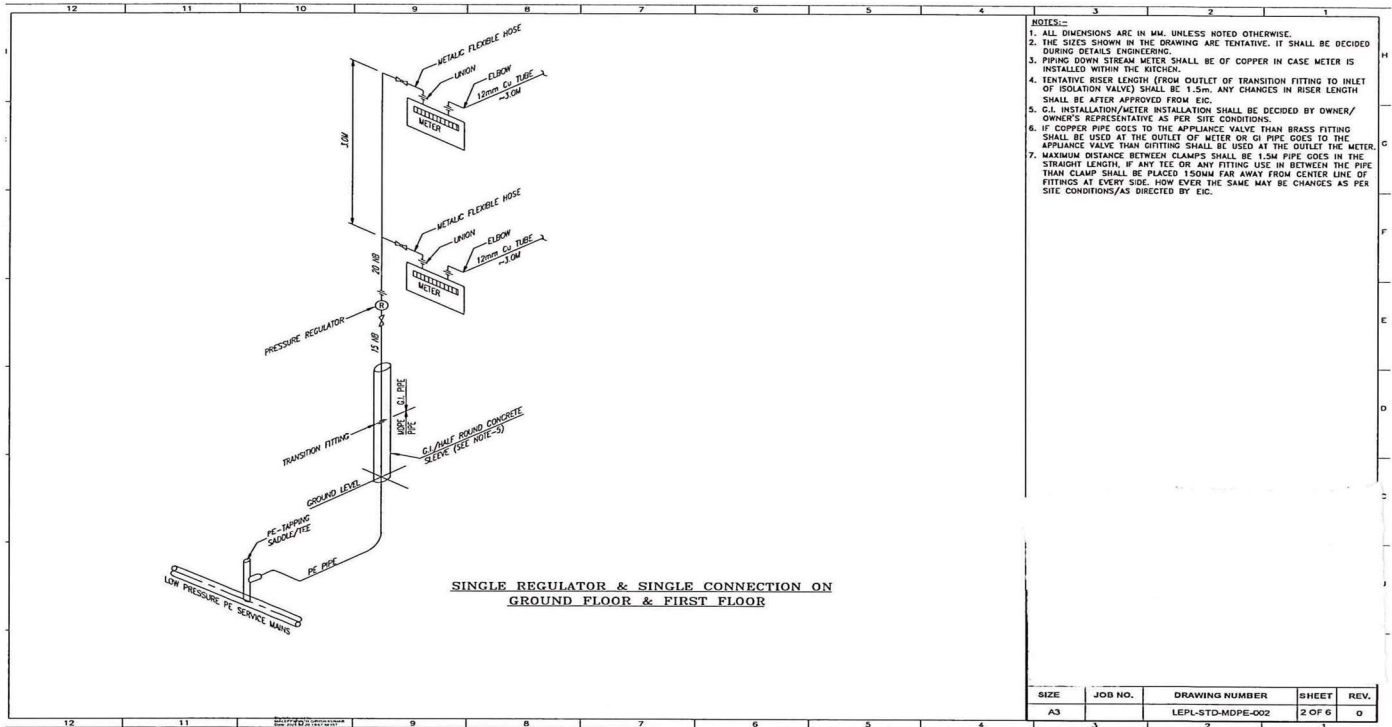 12 11 10 9 8 7 6 5 4 3 2 1
NOTES:-
1. ALL DIMENSIONS ARE IN MM. UNLESS NOTED OTHERWISE.
2. THE SIZES SHOWN IN THE DRAWING ARE TENTATIVE. IT SHALL BE DECIDED
DURING DETAILS ENGINEERING.
3. PIPING DOWN STREAM METER SHALL BE OF COPPER IN CASE METER IS
INSTALLED WITHIN THE KITCHEN.
4. TENTATIVE RISER LENGTH (FROM OUTLET OF TRANSITION FITTING TO INLET
OF ISOLATION VALVE) SHALL BE 1.5m. ANY CHANGES IN RISER LENGTH
SHALL BE AFTER APPROVED FROM EIC.
5. G.I. INSTALLATION/METER INSTALLATION SHALL BE DECIDED BY OWNER/
OWNER'S REPRESENTATIVE AS PER SITE CONDITIONS.
6. IF COPPER PIPE GOES TO THE APPLIANCE VALVE THAN BRASS FITTING
SHALL BE USED AT THE OUTLET OF METER OR GI PIPE GOES TO THE
APPLIANCE VALVE THAN GIFITTING SHALL BE USED AT THE OUTLET THE METER.
7. MAXIMUM DISTANCE BETWEEN CLAMPS SHALL BE 1.5M PIPE GOES IN THE
STRAIGHT LENGTH, IF ANY TEE OR ANY FITTING USE IN BETWEEN THE PIPE
THAN CLAMP SHALL BE PLACED 150MM FAR AWAY FROM CENTER LINE OF
FITTINGS AT EVERY SIDE. HOW EVER THE SAME MAY BE CHANGES AS PER
SITE CONDITIONS/AS DIRECTED BY EIC.
H
G
F
E
D
METALIC FLEXIBLE HOSE
UNION
ELBOW
12mm Cu TUBE
~3.0M
METER
3.0M
METALIC FLEXIBLE HOSE
UNION
ELBOW
12mm Cu TUBE
~3.0M
METER
20 NB
R
PRESSURE REGULATOR
15 NB
G.I. PIPE
MDPE
PIPE
TRANSITION FITTING
G.I./HALF ROUND CONCRETE
SLEEVE (SEE NOTE-5)
GROUND LEVEL
PE-TAPPING
SADDLE/TEE
PE PIPE
LOW PRESSURE PE SERVICE MAINS
SINGLE REGULATOR & SINGLE CONNECTION ON
GROUND FLOOR & FIRST FLOOR
SIZE JOB NO. DRAWING NUMBER SHEET REV.
A3 LEPL-STD-MDPE-002 2 OF 6 0
12 11 10 9 8 7 6 5 4 3 2 1